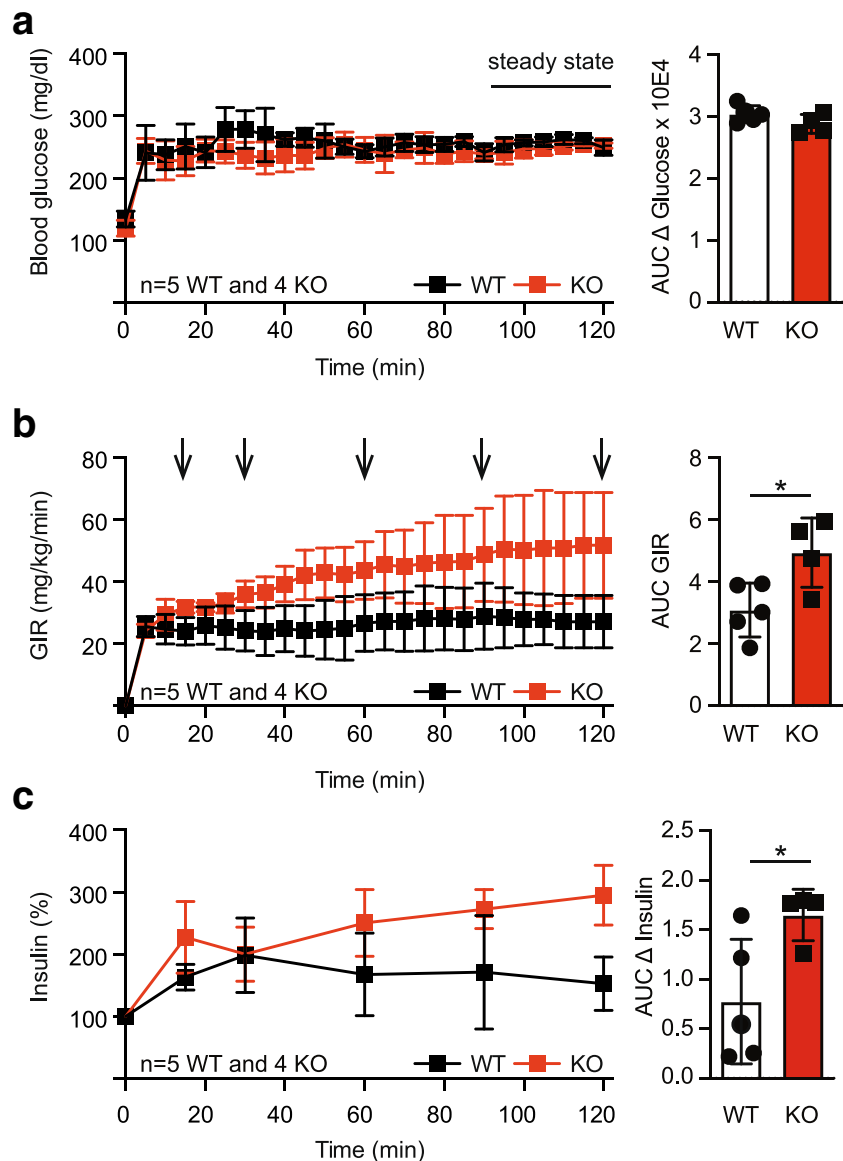 a
Blood glucose (mg/dl)
400
300
200
100
steady state
n=5 WT and 4 KO
WT
KO
0 20 40 60 80 100 120
Time (min)
AUC Δ Glucose x 10E4
4
3
2
1
0
WT KO
b
GIR (mg/kg/min)
80
60
40
20
0
n=5 WT and 4 KO
WT
KO
0 20 40 60 80 100 120
Time (min)
AUC GIR
8
6
4
2
0
*
WT KO
c
Insulin (%)
400
300
200
100
n=5 WT and 4 KO
WT
KO
0 20 40 60 80 100 120
Time (min)
AUC Δ Insulin
2.5
2.0
1.5
1.0
0.5
0.0
*
WT KO